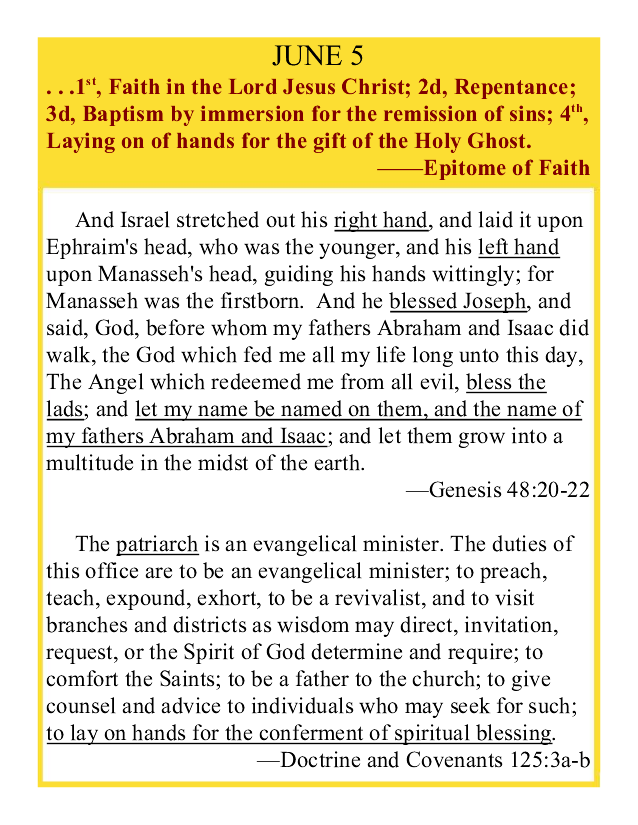 JUNE 5
. . .1st, Faith in the Lord Jesus Christ; 2d, Repentance;
3d, Baptism by immersion for the remission of sins; 4th,
Laying on of hands for the gift of the Holy Ghost.
——Epitome of Faith
And Israel stretched out his right hand, and laid it upon
Ephraim's head, who was the younger, and his left hand
upon Manasseh's head, guiding his hands wittingly; for
Manasseh was the firstborn.  And he blessed Joseph, and
said, God, before whom my fathers Abraham and Isaac did
walk, the God which fed me all my life long unto this day,
The Angel which redeemed me from all evil, bless the
lads; and let my name be named on them, and the name of
my fathers Abraham and Isaac; and let them grow into a
multitude in the midst of the earth.
—Genesis 48:20-22
The patriarch is an evangelical minister. The duties of
this office are to be an evangelical minister; to preach,
teach, expound, exhort, to be a revivalist, and to visit
branches and districts as wisdom may direct, invitation,
request, or the Spirit of God determine and require; to
comfort the Saints; to be a father to the church; to give
counsel and advice to individuals who may seek for such;
to lay on hands for the conferment of spiritual blessing.
—Doctrine and Covenants 125:3a-b